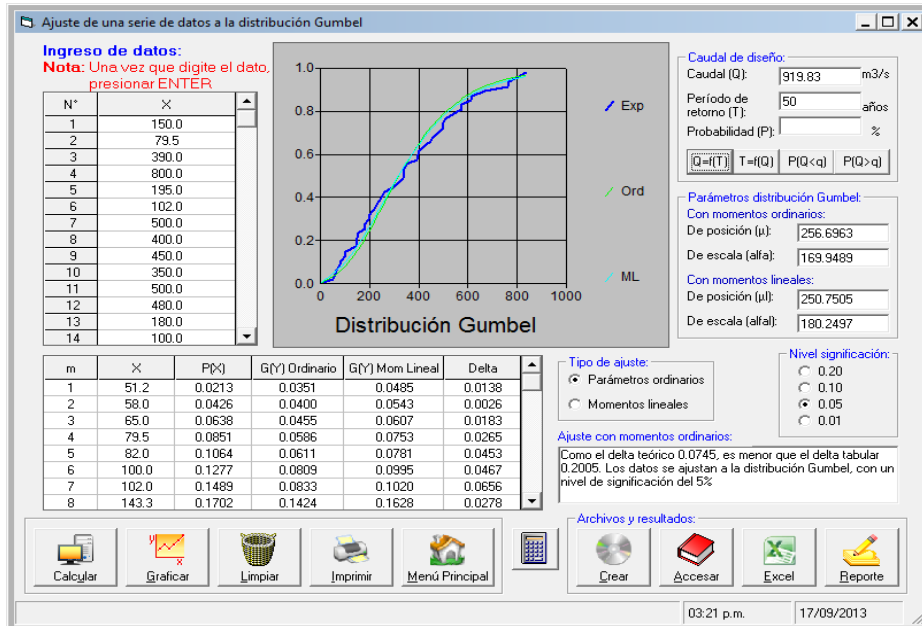 Ajuste de una serie de datos a la distribución Gumbel
Ingreso de datos:
Nota: Una vez que digite el dato,
presionar ENTER
N° X
1 150.0
2 79.5
3 390.0
4 800.0
5 195.0
6 102.0
7 500.0
8 400.0
9 450.0
10 350.0
11 500.0
12 480.0
13 180.0
14 100.0
1.0
0.8
0.6
0.4
0.2
0.0
0 200 400 600 800 1000
Exp
Ord
ML
Distribución Gumbel
Caudal de diseño:
Caudal (Q): 919.83 m3/s
Período de
retorno (T): 50 años
Probabilidad (P): %
Q=f(T) T=f(Q) P(Q<q) P(Q>q)
Parámetros distribución Gumbel:
Con momentos ordinarios:
De posición (µ): 256.6963
De escala (alfa): 169.9489
Con momentos lineales:
De posición (µl): 250.7505
De escala (alfal): 180.2497
m X P(X) G(Y) Ordinario G(Y) Mom Lineal Delta
1 51.2 0.0213 0.0351 0.0485 0.0138
2 58.0 0.0426 0.0400 0.0543 0.0026
3 65.0 0.0638 0.0455 0.0607 0.0183
4 79.5 0.0851 0.0586 0.0753 0.0265
5 82.0 0.1064 0.0611 0.0781 0.0453
6 100.0 0.1277 0.0809 0.0995 0.0467
7 102.0 0.1489 0.0833 0.1020 0.0656
8 143.3 0.1702 0.1424 0.1628 0.0278
Tipo de ajuste:
Parámetros ordinarios
Momentos lineales
Nivel significación:
0.20
0.10
0.05
0.01
Ajuste con momentos ordinarios:
Como el delta teórico 0.0745, es menor que el delta tabular
0.2005. Los datos se ajustan a la distribución Gumbel, con un
nivel de significación del 5%
Calcular Graficar Limpiar Imprimir Menú Principal
Archivos y resultados:
Crear Accesar Excel Reporte
03:21 p.m. 17/09/2013